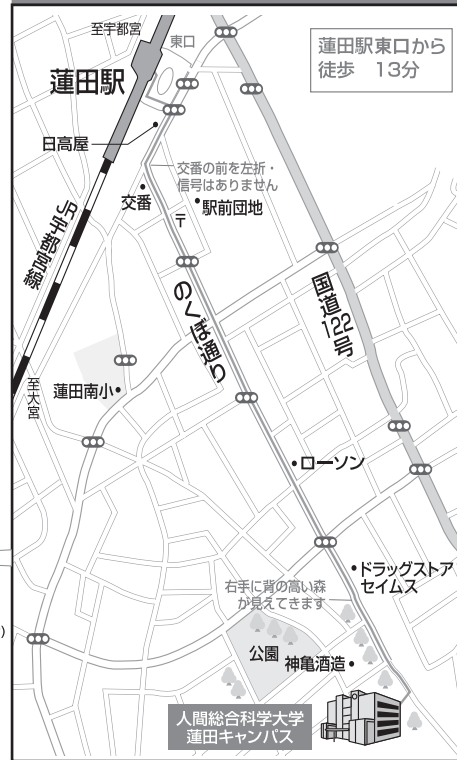 至宇都宮
東口
蓮田駅東口から
徒歩 13分
蓮田駅
日高屋
交番の前を左折・
信号はありません
交番
駅前団地
〒
JR宇都宮線
のくぼ通り
国道122号
至大宮
蓮田南小
ローソン
ドラッグストア
セイムス
右手に背の高い森
が見えてきます
)
公園
神亀酒造
人間総合科学大学
蓮田キャンパス